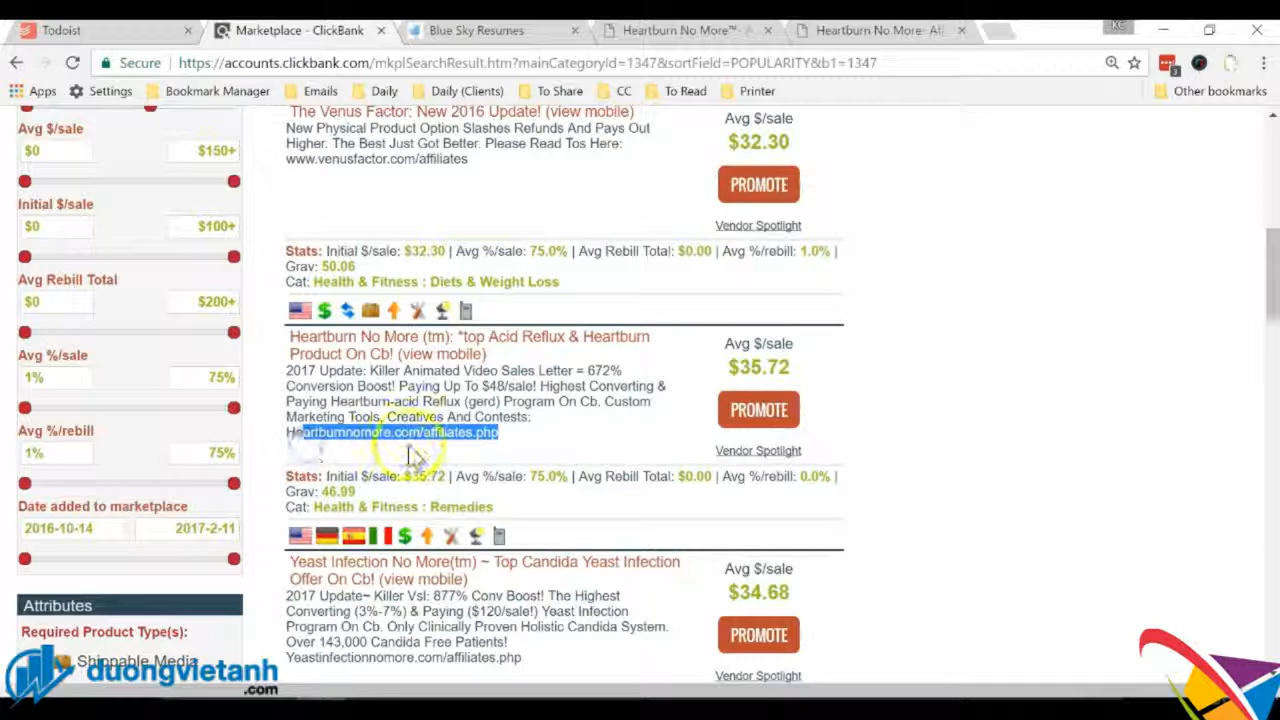 Todoist
Marketplace - ClickBank
Blue Sky Resumes
Heartburn No More™ - A
Heartburn No More- Affi
KC
Secure
https://accounts.clickbank.com/mkplSearchResult.htm?mainCategoryId=1347&sortField=POPULARITY&b1=1347
3
Apps
Settings
Bookmark Manager
Emails
Daily
Daily (Clients)
To Share
CC
To Read
Printer
Other bookmarks
Avg $/sale
$0 $150+
Initial $/sale
$0 $100+
Avg Rebill Total
$0 $200+
Avg %/sale
1% 75%
Avg %/rebill
1% 75%
Date added to marketplace
2016-10-14 2017-2-11
Attributes
Required Product Type(s):
Shippable Media
The Venus Factor: New 2016 Update! (view mobile)
New Physical Product Option Slashes Refunds And Pays Out
Higher. The Best Just Got Better. Please Read Tos Here:
www.venusfactor.com/affiliates
Avg $/sale
$32.30
PROMOTE
Vendor Spotlight
Stats: Initial $/sale: $32.30 | Avg %/sale: 75.0% | Avg Rebill Total: $0.00 | Avg %/rebill: 1.0% |
Grav: 50.06
Cat: Health & Fitness : Diets & Weight Loss
Heartburn No More (tm): *top Acid Reflux & Heartburn
Product On Cb! (view mobile)
2017 Update: Killer Animated Video Sales Letter = 672%
Conversion Boost! Paying Up To $48/sale! Highest Converting &
Paying Heartburn-acid Reflux (gerd) Program On Cb. Custom
Marketing Tools, Creatives And Contests:
Heartburnnomore.com/affiliates.php
Avg $/sale
$35.72
PROMOTE
Vendor Spotlight
Stats: Initial $/sale: $35.72 | Avg %/sale: 75.0% | Avg Rebill Total: $0.00 | Avg %/rebill: 0.0% |
Grav: 46.99
Cat: Health & Fitness : Remedies
Yeast Infection No More(tm) ~ Top Candida Yeast Infection
Offer On Cb! (view mobile)
2017 Update~ Killer Vsl: 877% Conv Boost! The Highest
Converting (3%-7%) & Paying ($120/sale!) Yeast Infection
Program On Cb. Only Clinically Proven Holistic Candida System.
Over 143,000 Candida Free Patients!
Yeastinfectionnomore.com/affiliates.php
Avg $/sale
$34.68
PROMOTE
Vendor Spotlight
duongvietanh
.com